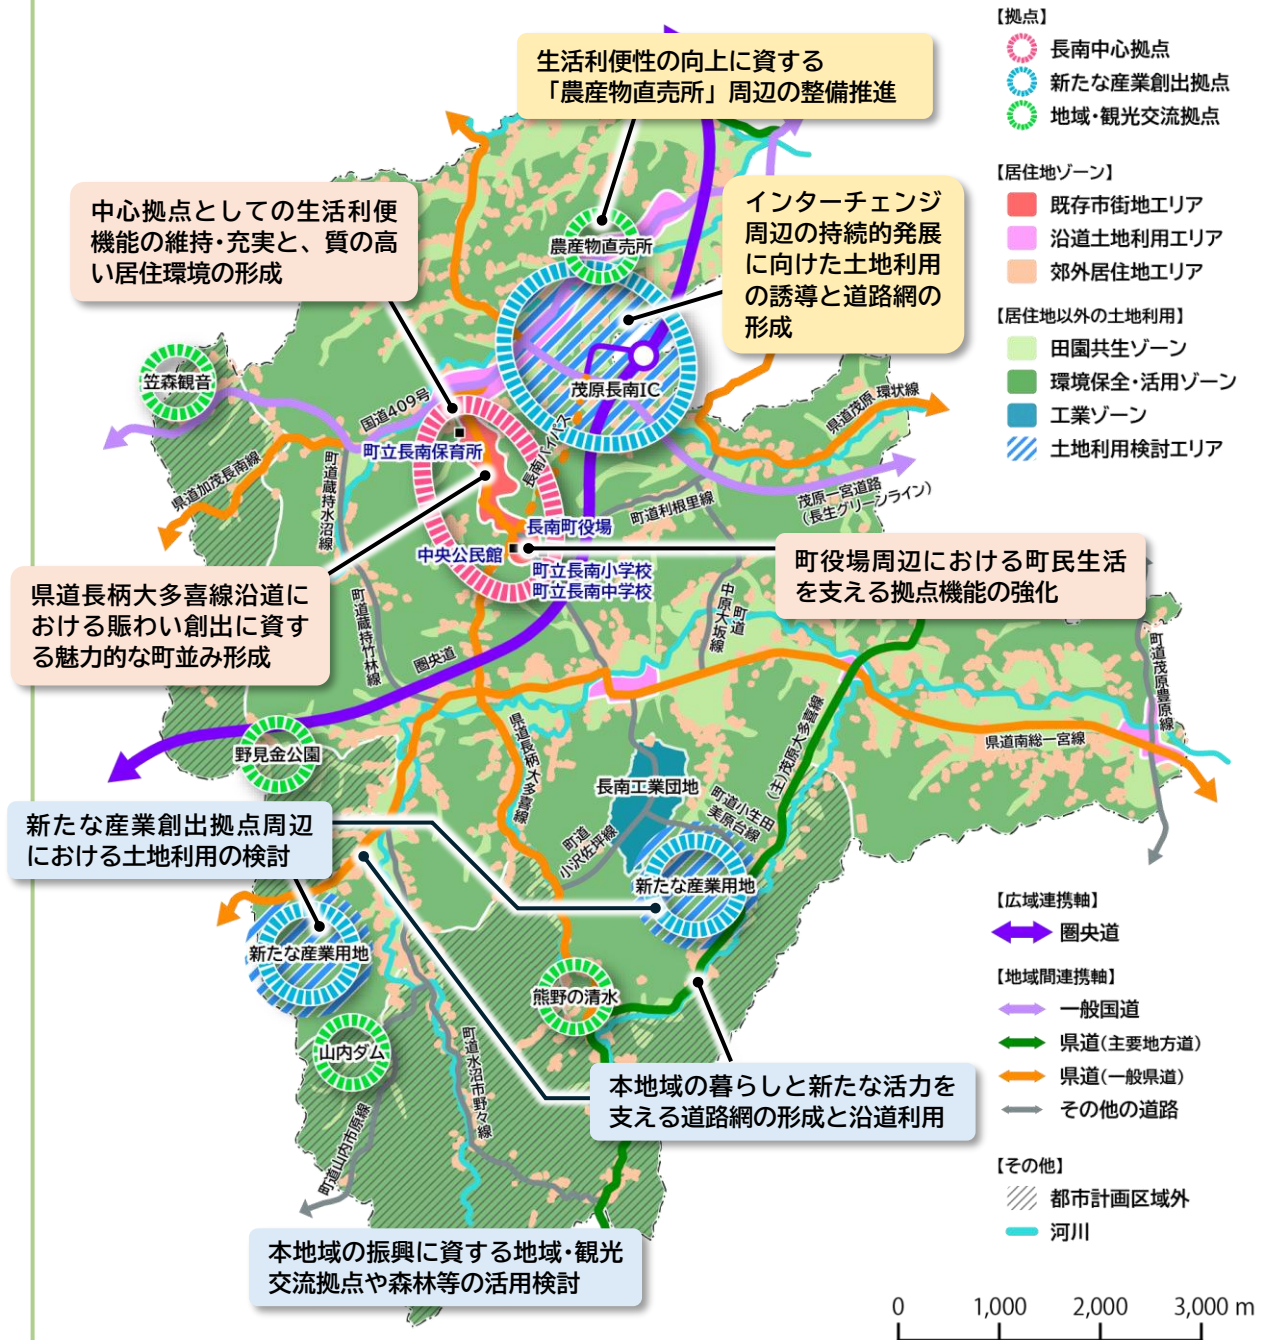 生活利便性の向上に資する
「農産物直売所」周辺の整備推進
中心拠点としての生活利便
機能の維持・充実と、質の高
い居住環境の形成
インターチェンジ
周辺の持続的発展
に向けた土地利用
の誘導と道路網の
形成
農産物直売所
笠森観音
茂原長南IC
国道409号
町立長南保育所
長南バイパス
県道茂原環状線
県道加茂長南線
町道蔵持水沼線
町道利根里線
茂原一宮道路
(長生グリーンライン)
長南町役場
中央公民館
町立長南小学校
町立長南中学校
町役場周辺における町民生活
を支える拠点機能の強化
県道長柄大多喜線沿道に
おける賑わい創出に資す
る魅力的な町並み形成
町道蔵持竹林線
町道
中原大坂線
圏央道
町道茂原豊原線
野見金公園
県道長柄大多喜線
(主)茂原大多喜線
県道南総一宮線
長南工業団地
町道小生田
美原台線
町道
小沢佐坪線
新たな産業創出拠点周辺
における土地利用の検討
新たな産業用地
新たな産業用地
熊野の清水
山内ダム
町道水沼市野々線
町道山内市原線
本地域の暮らしと新たな活力を
支える道路網の形成と沿道利用
本地域の振興に資する地域・観光
交流拠点や森林等の活用検討
【拠点】
長南中心拠点
新たな産業創出拠点
地域・観光交流拠点
【居住地ゾーン】
既存市街地エリア
沿道土地利用エリア
郊外居住地エリア
【居住地以外の土地利用】
田園共生ゾーン
環境保全・活用ゾーン
工業ゾーン
土地利用検討エリア
【広域連携軸】
圏央道
【地域間連携軸】
一般国道
県道(主要地方道)
県道(一般県道)
その他の道路
【その他】
都市計画区域外
河川
0 1,000 2,000 3,000 m